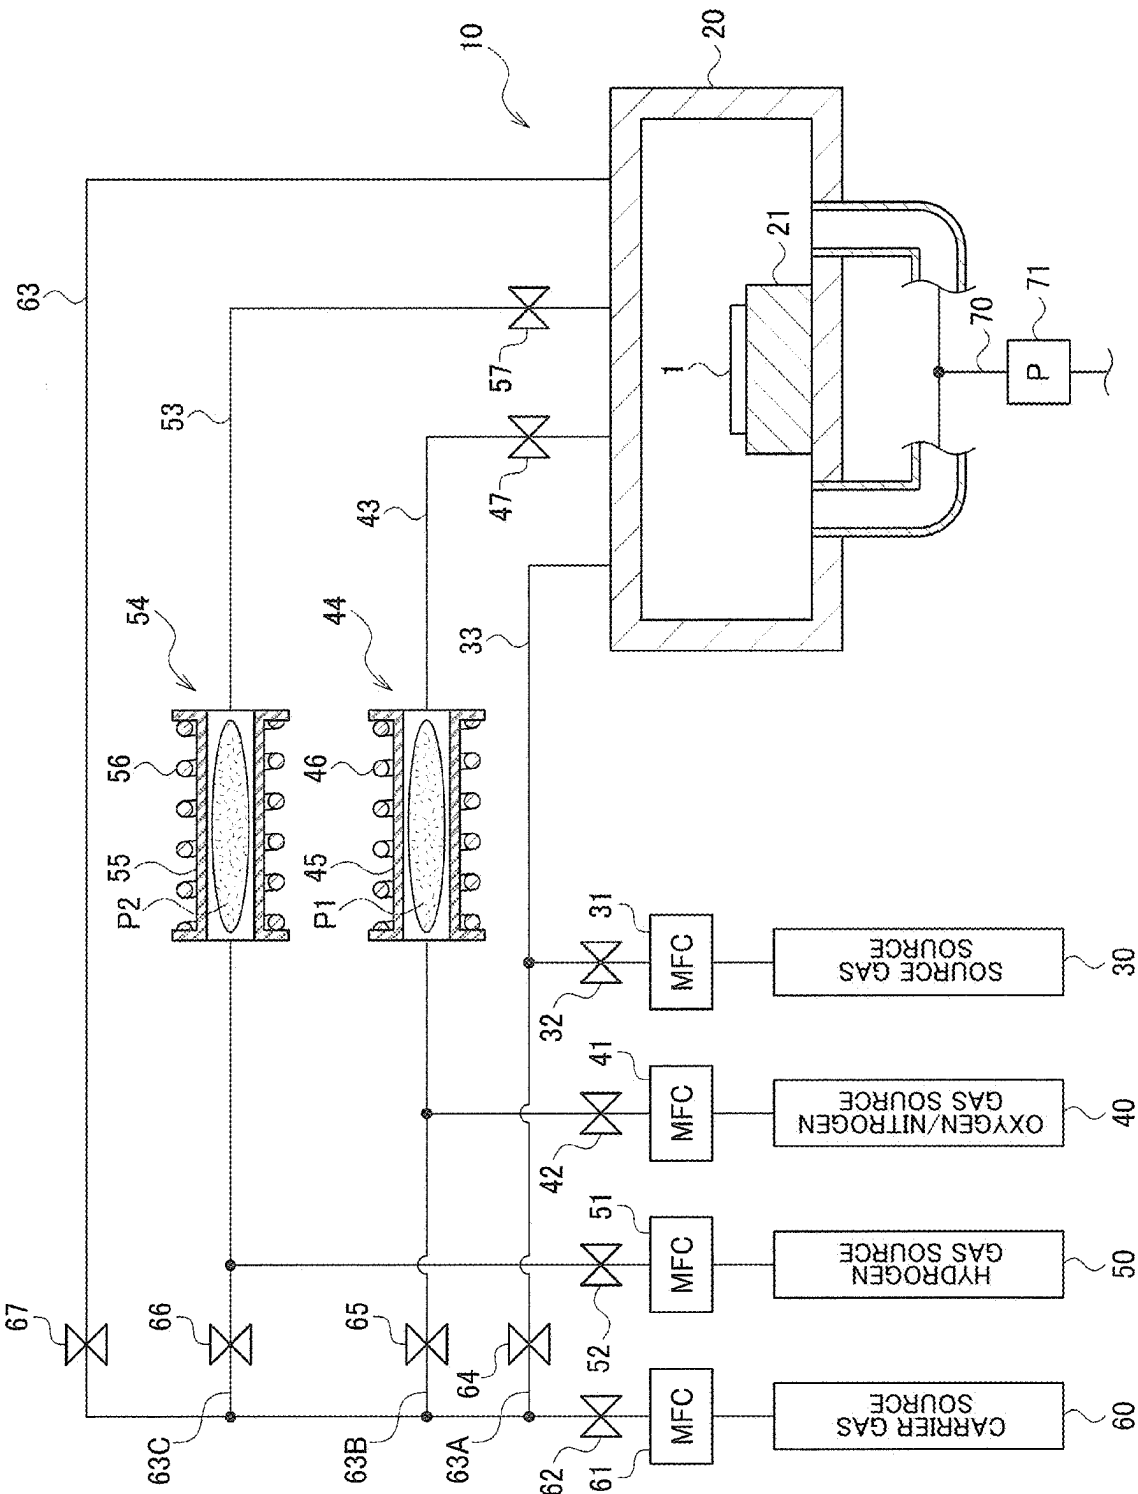 10
20
63
53
57
47
43
33
21
1
70
71
P
54
44
56
46
55
45
P2
P1
31
MFC
32
SOURCE GAS
SOURCE
30
41
MFC
42
OXYGEN/NITROGEN
GAS SOURCE
40
51
MFC
52
HYDROGEN
GAS SOURCE
50
67
66
65
64
63C
63B
63A
62
61
MFC
CARRIER GAS
SOURCE
60